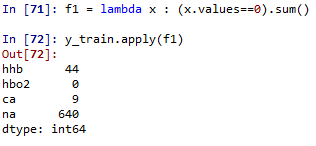 In [71]: f1 = lambda x : (x.values==0).sum()
In [72]: y_train.apply(f1)
Out[72]:
hhb      44
hbo2      0
ca        9
na      640
dtype: int64